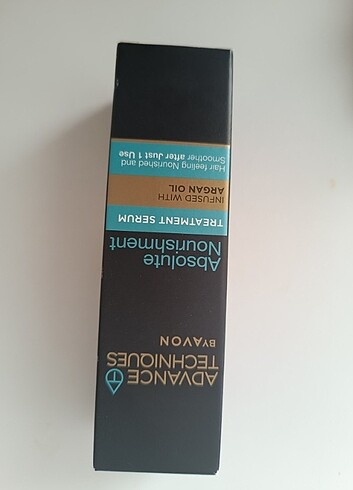 ADVANCE
TECHNIQUES
BY AVON
Absolute
Nourishment
TREATMENT SERUM
INFUSED WITH
ARGAN OIL
Hair feeling Nourished and
Smoother after Just 1 Use